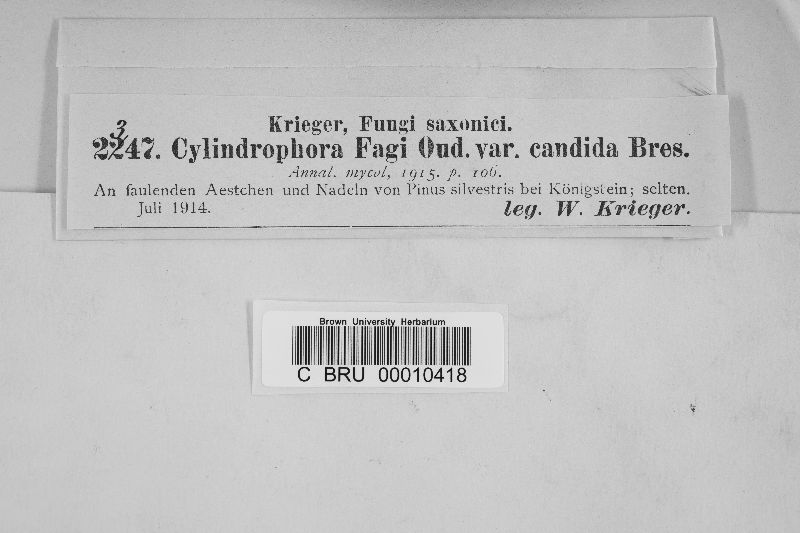 Krieger, Fungi saxonici.
3
2247. Cylindrophora Fagi Oud. var. candida Bres.
Annal. mycol, 1915. p. 106.
An faulenden Aestchen und Nadeln von Pinus silvestris bei Königstein; selten.
Juli 1914. leg. W. Krieger.
Brown University Herbarium
C BRU 00010418